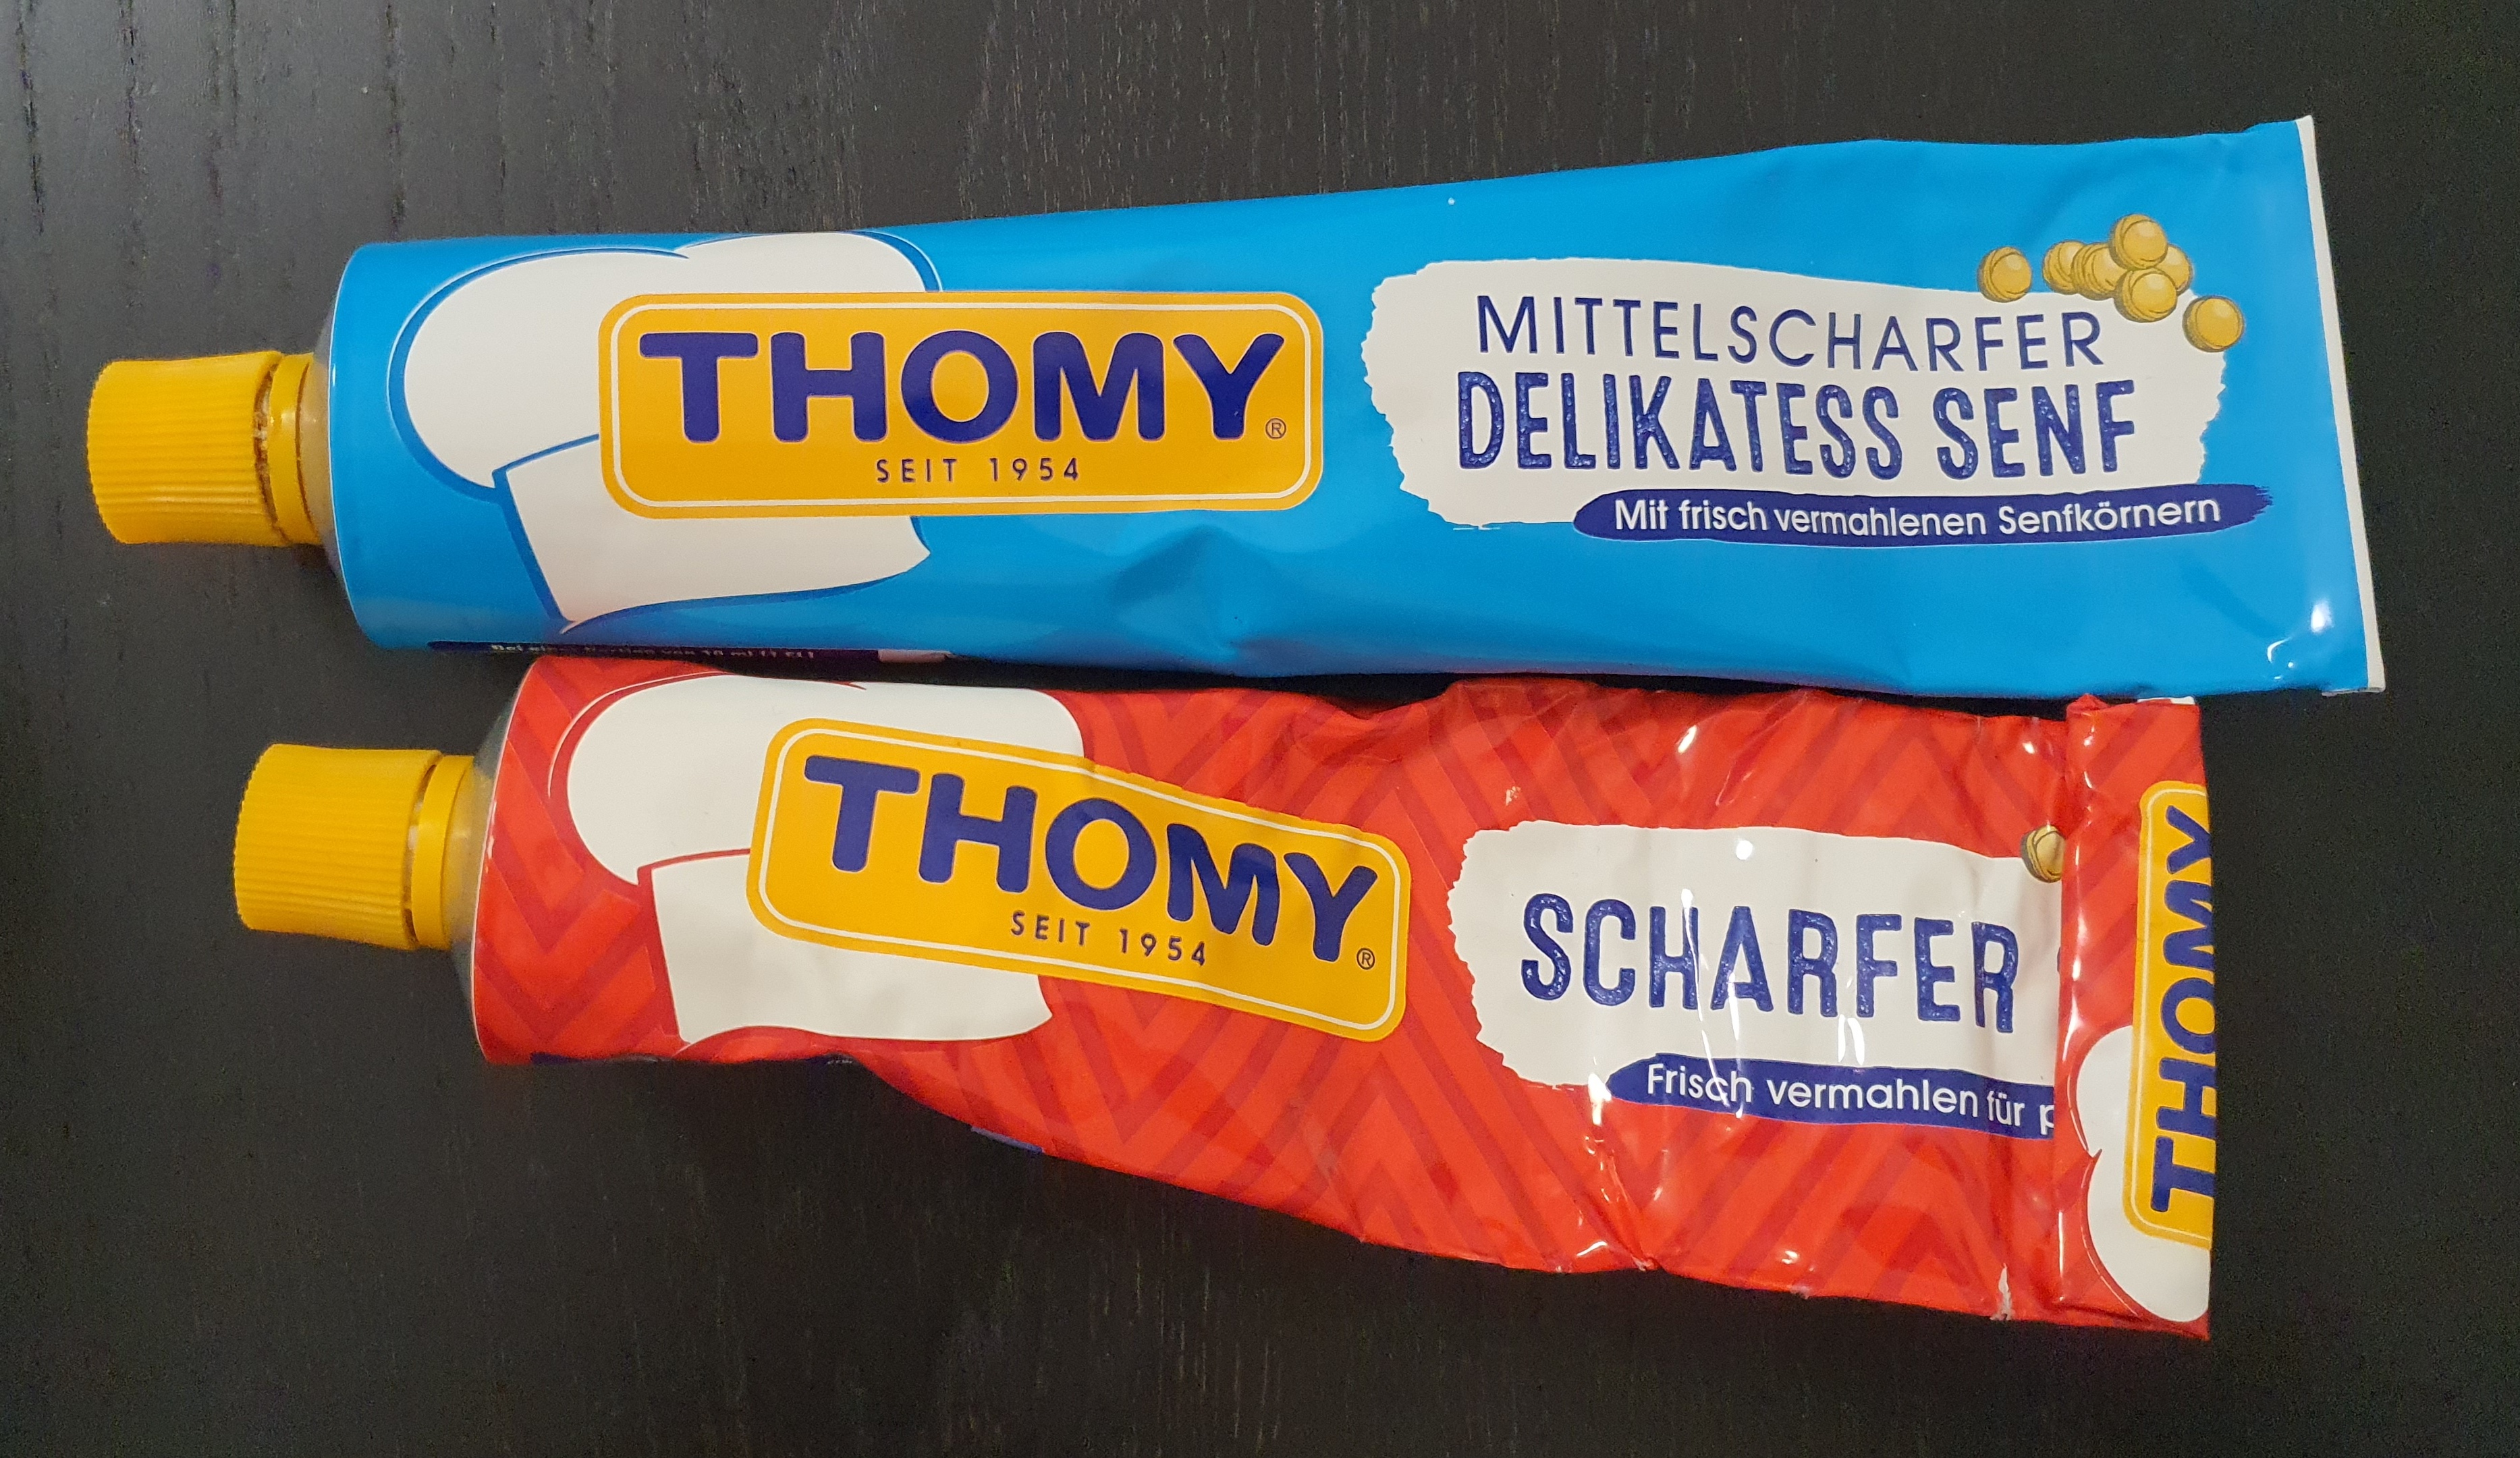 THOMY®
SEIT 1954
MITTELSCHARFER
DELIKATESS SENF
Mit frisch vermahlenen Senfkörnern
THOMY®
SEIT 1954
SCHARFER
Frisch vermahlen für p
THOMY